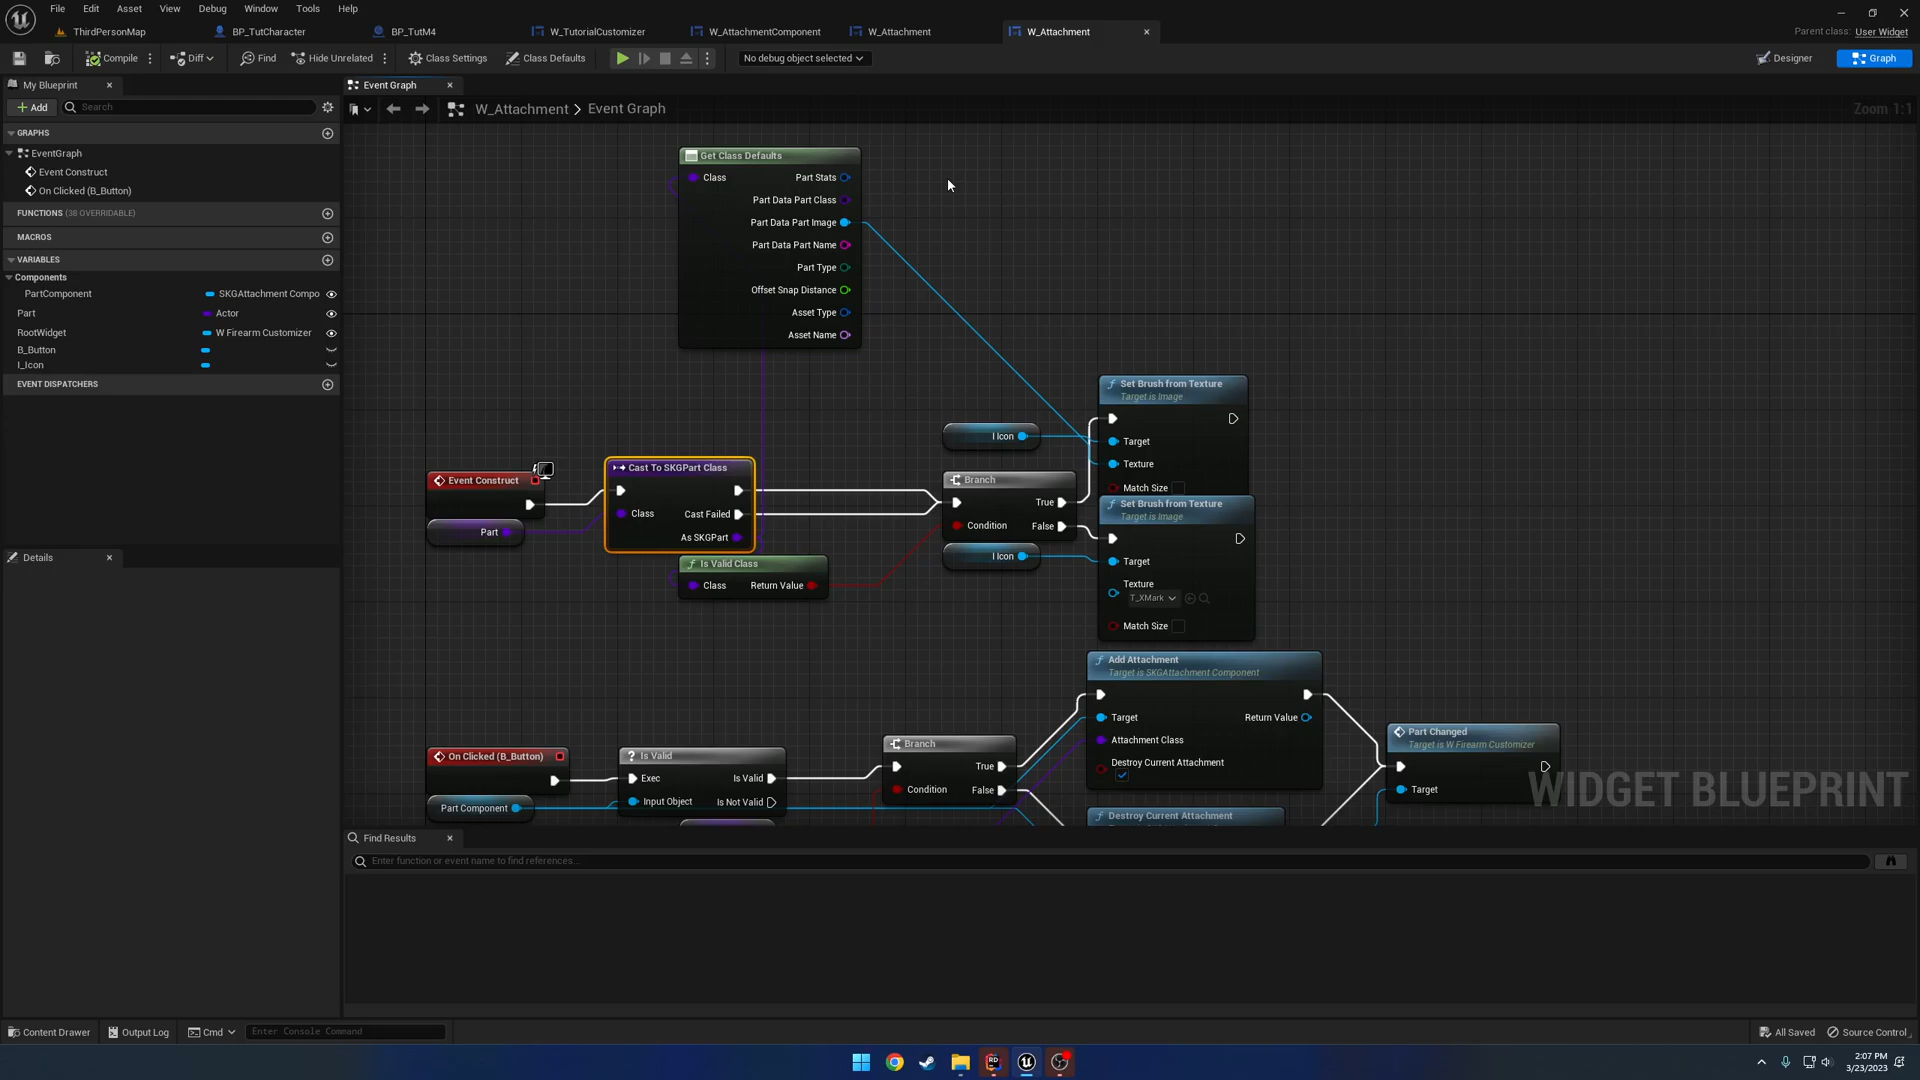 File Edit Asset View Debug Window Tools Help
ThirdPersonMap BP_TutCharacter BP_TutM4 W_TutorialCustomizer W_AttachmentComponent W_Attachment W_Attachment
Parent class: User Widget
Compile Diff Find Hide Unrelated Class Settings Class Defaults No debug object selected Designer Graph
My Blueprint
Event Graph
Add Search
W_Attachment > Event Graph
Zoom 1:1
GRAPHS
EventGraph
Event Construct
On Clicked (B_Button)
FUNCTIONS (38 OVERRIDABLE)
MACROS
VARIABLES
Components
PartComponent SKGAttachment Compo
Part Actor
RootWidget W Firearm Customizer
B_Button
I_Icon
EVENT DISPATCHERS
Details
Get Class Defaults
Class Part Stats
Part Data Part Class
Part Data Part Image
Part Data Part Name
Part Type
Offset Snap Distance
Asset Type
Asset Name
Set Brush from Texture
Target is Image
I Icon
Target
Texture
Match Size
Event Construct
Part
Cast To SKGPart Class
Class Cast Failed
As SKGPart
Branch
True
Condition False
I Icon
Set Brush from Texture
Target is Image
Target
Texture
T_XMark
Match Size
Is Valid Class
Class Return Value
Add Attachment
Target is SKGAttachment Component
Target Return Value
Attachment Class
Destroy Current Attachment
Part Changed
Target is W Firearm Customizer
Target
On Clicked (B_Button)
Part Component
Is Valid
Exec Is Valid
Input Object Is Not Valid
Branch
True
Condition False
Destroy Current Attachment
WIDGET BLUEPRINT
Find Results
Enter function or event name to find references...
Content Drawer Output Log Cmd Enter Console Command All Saved Source Control
2:07 PM
3/23/2023